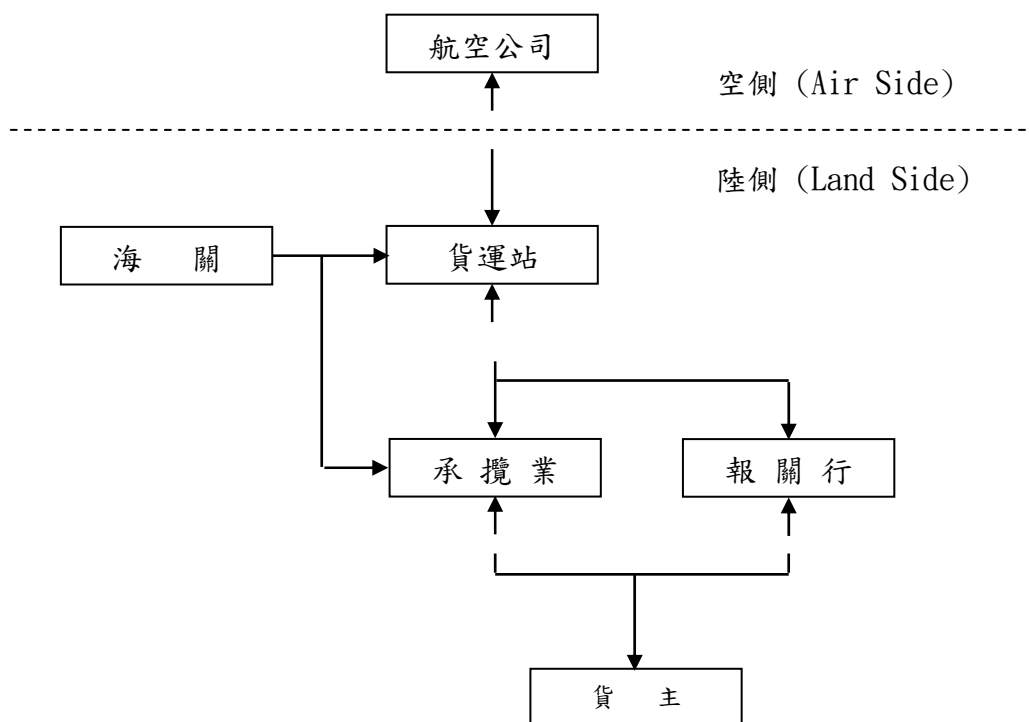 航空公司
空側 (Air Side)
陸側 (Land Side)
海　關
貨運站
承 攬 業
報 關 行
貨　主